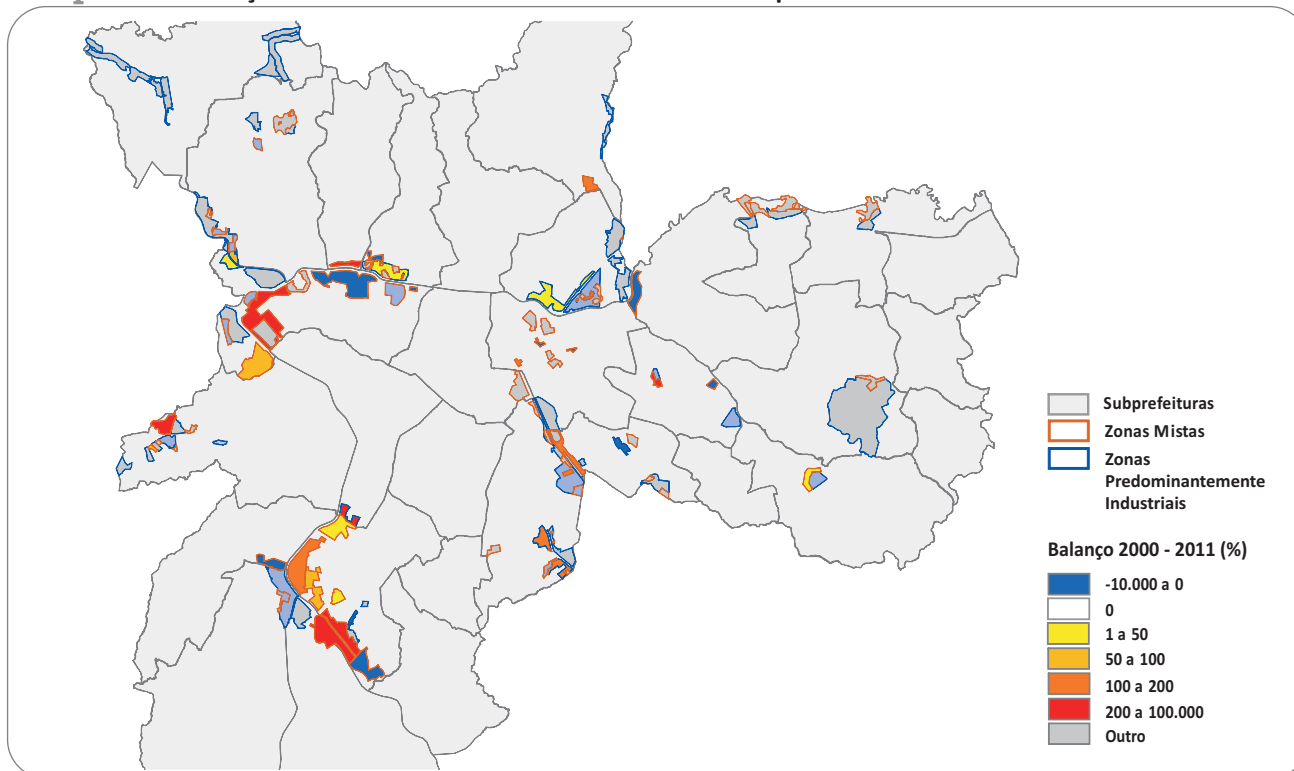 Subprefeituras
Zonas Mistas
Zonas
Predominantemente
Industriais
Balanço 2000 - 2011 (%)
-10.000 a 0
0
1 a 50
50 a 100
100 a 200
200 a 100.000
Outro